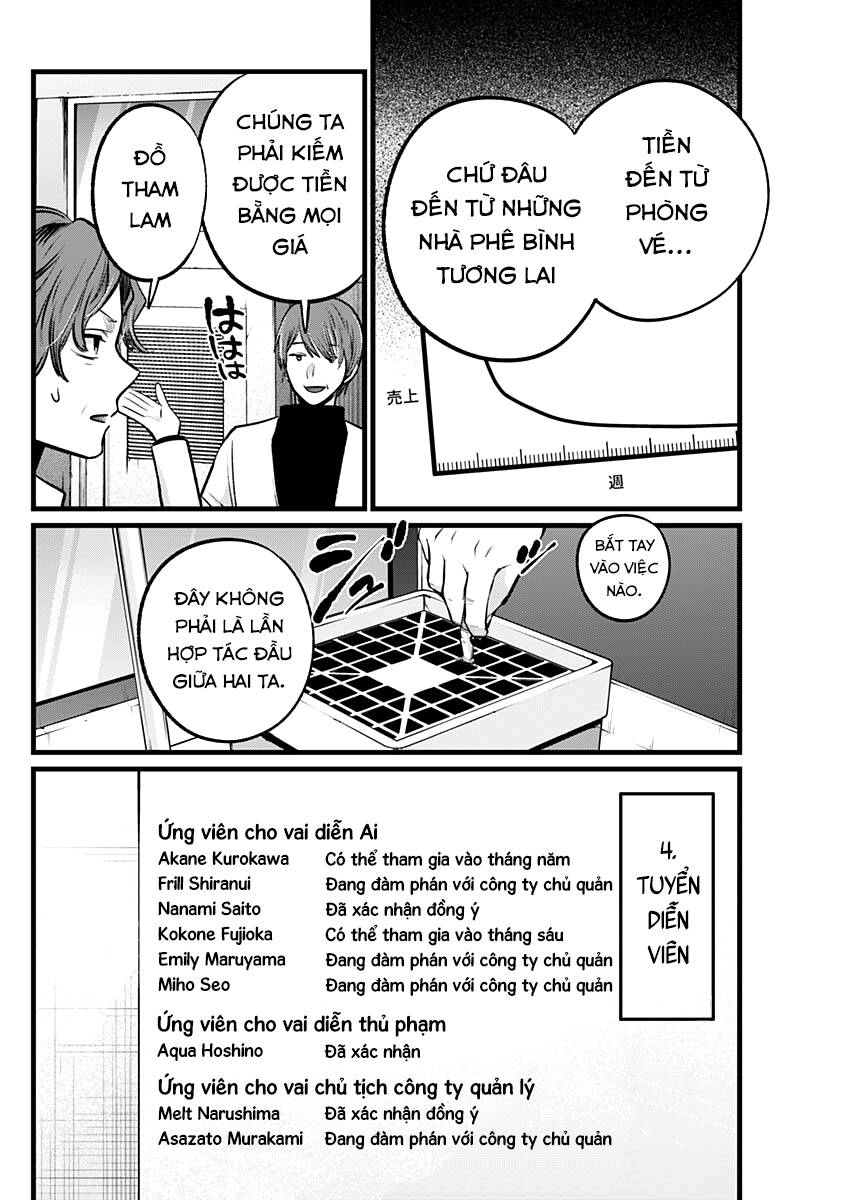 TIỀN
ĐẾN TỪ
PHÒNG
VÉ...
CHỨ ĐÂU
ĐẾN TỪ NHỮNG
NHÀ PHÊ BÌNH
TƯƠNG LAI
売上
週
CHÚNG TA
PHẢI KIẾM
ĐƯỢC TIỀN
BẰNG MỌI
GIÁ
ĐỒ
THAM
LAM
ははは
BẮT TAY
VÀO VIỆC
NÀO.
ĐÂY KHÔNG
PHẢI LÀ LẦN
HỢP TÁC ĐẦU
GIỮA HAI TA.
4.
TUYỂN
DIỄN
VIÊN
Ứng viên cho vai diễn Ai
Akane Kurokawa Có thể tham gia vào tháng năm
Frill Shiranui Đang đàm phán với công ty chủ quản
Nanami Saito Đã xác nhận đồng ý
Kokone Fujioka Có thể tham gia vào tháng sáu
Emily Maruyama Đang đàm phán với công ty chủ quản
Miho Seo Đang đàm phán với công ty chủ quản
Ứng viên cho vai diễn thủ phạm
Aqua Hoshino Đã xác nhận
Ứng viên cho vai chủ tịch công ty quản lý
Melt Narushima Đã xác nhận đồng ý
Asazato Murakami Đang đàm phán với công ty chủ quản